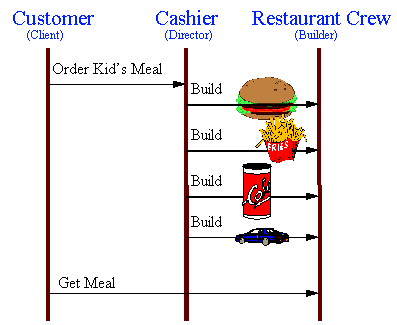 Customer Cashier Restaurant Crew
(Client) (Director) (Builder)
Order Kid's Meal
Build
Build
FRIES
Build
Build
Get Meal